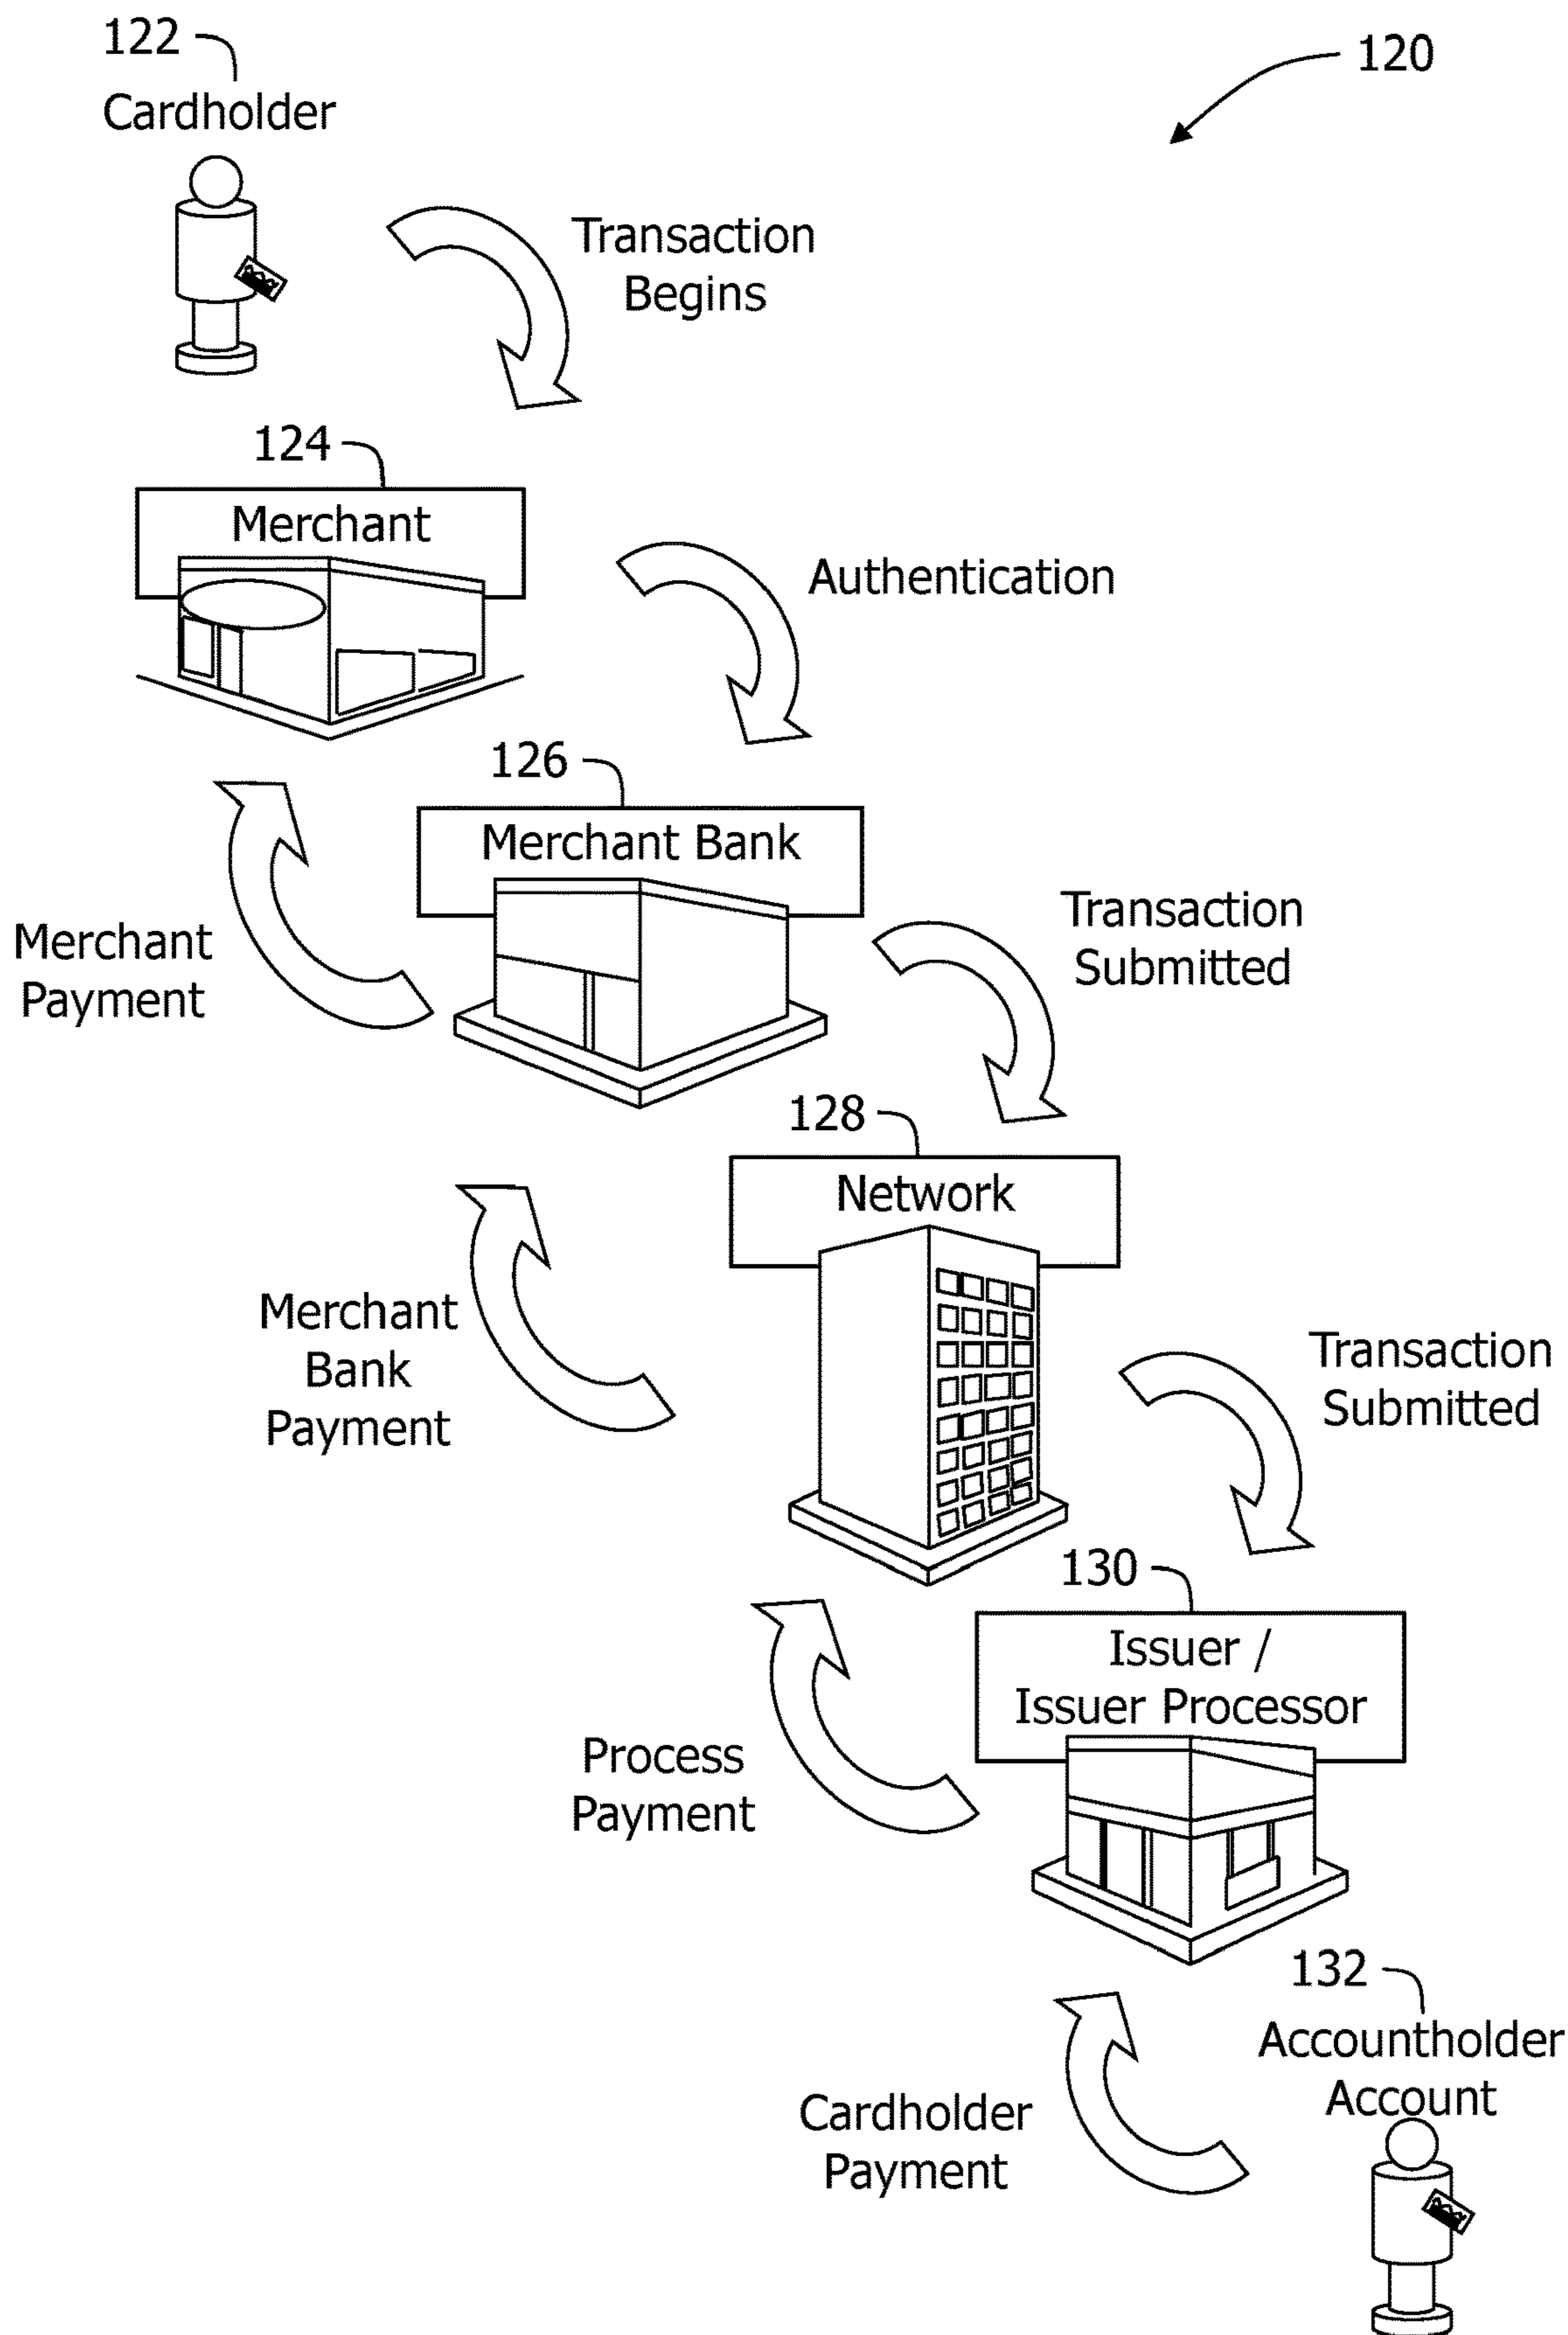 122
120
Cardholder
Transaction
Begins
124
Merchant
Authentication
126
Merchant Bank
Merchant
Payment
Transaction
Submitted
128
Network
Merchant
Bank
Payment
Transaction
Submitted
130
Issuer /
Issuer Processor
Process
Payment
132
Accountholder
Account
Cardholder
Payment